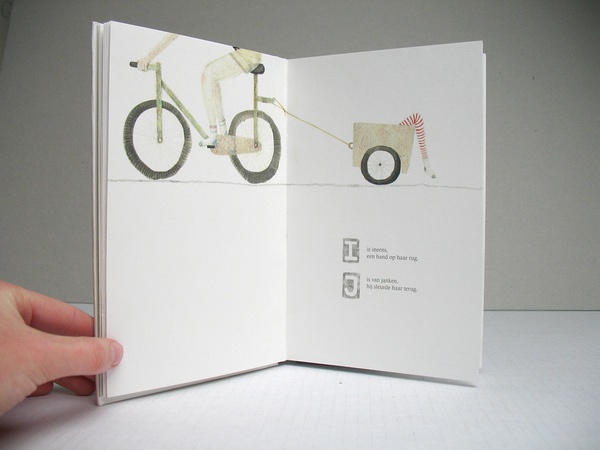 I
is ineens,
een hand op haar rug.
J
is van janken,
hij sleurde haar terug.